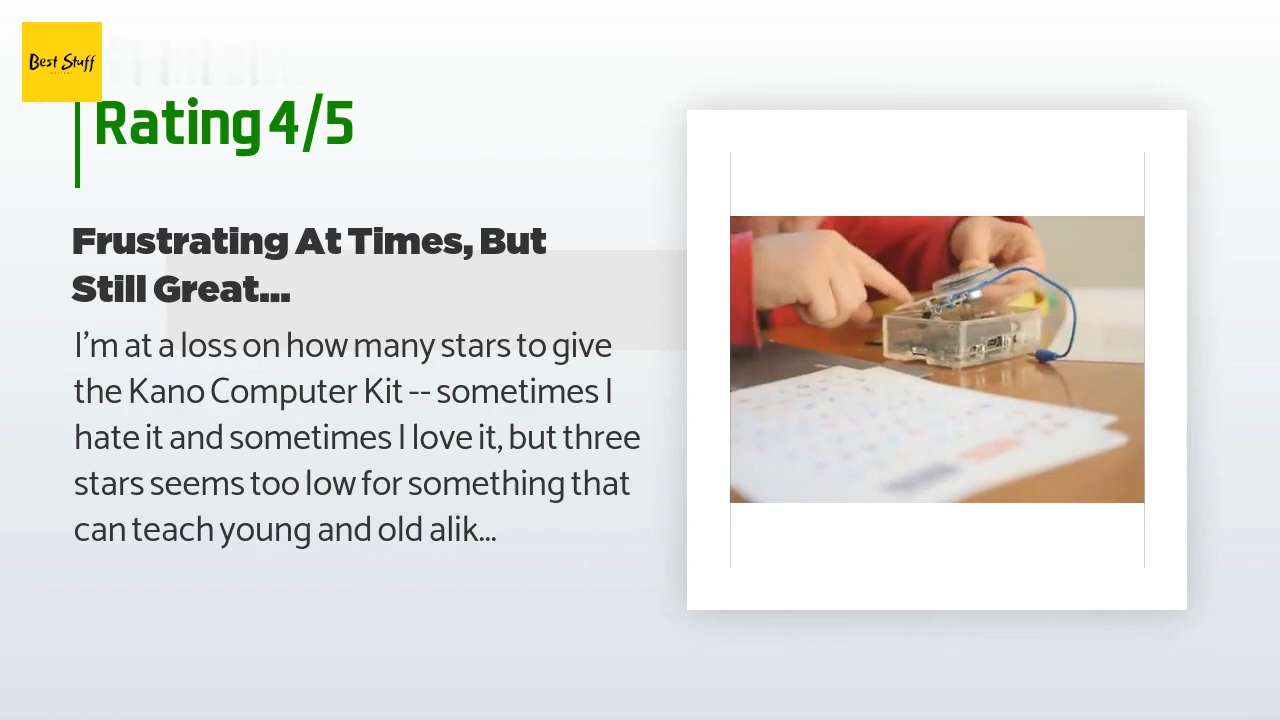 Best Stuff
Rating 4/5
Frustrating At Times, But
Still Great...
I'm at a loss on how many stars to give
the Kano Computer Kit -- sometimes I
hate it and sometimes I love it, but three
stars seems too low for something that
can teach young and old alik...